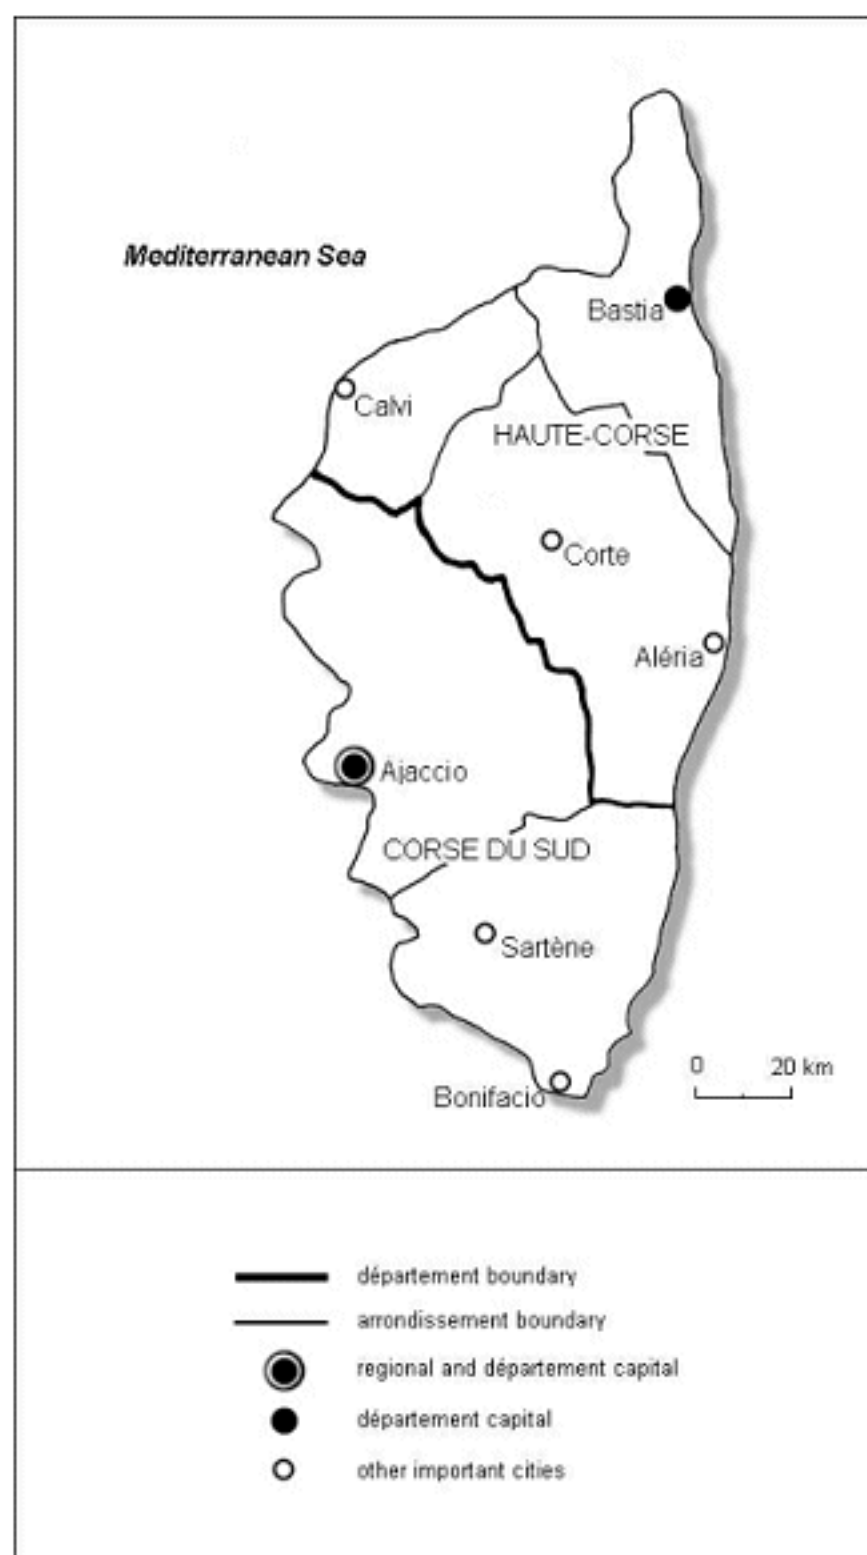 Mediterranean Sea
Bastia
Calvi
HAUTE-CORSE
Corte
Aléria
Ajaccio
CORSE DU SUD
Sartène
0 20 km
Bonifacio
département boundary
arrondissement boundary
regional and département capital
département capital
other important cities